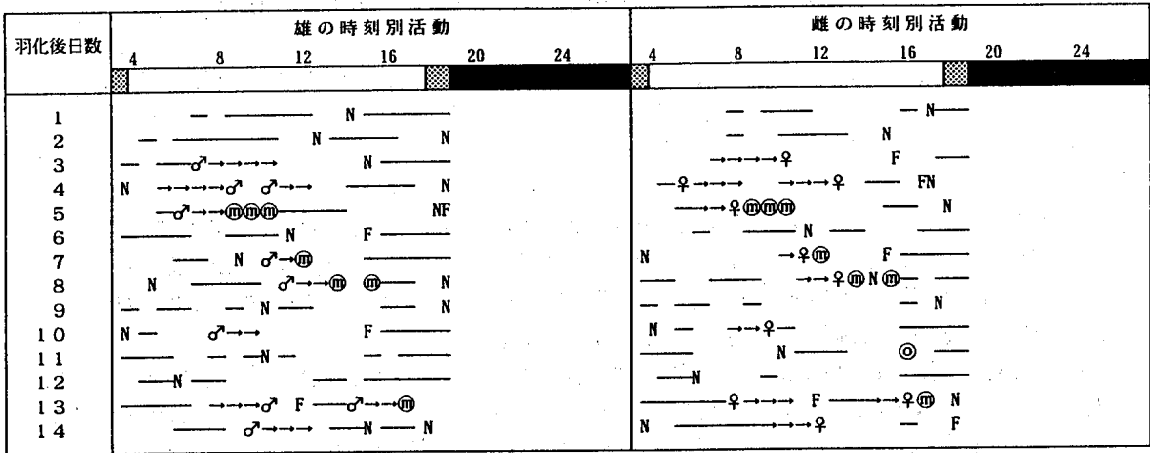 羽化後日数 雄の時刻別活動 雌の時刻別活動
4 8 12 16 20 24 4 8 12 16 20 24
1 N N
2 N N N
3 ♂ N ♀ F
4 N ♂ ♂ N ♀ ♀ FN
5 ♂ⓜⓜⓜ NF ♀ⓜⓜⓜ N
6 N F N
7 N ♂ ⓜ N ♀ⓜ F
8 N ♂ ⓜ ⓜ N ♀ⓜNⓜ
9 N N N
10 N ♂ F N ♀
11 N N ◎
12 N N
13 ♂ F ♂ ⓜ ♀ F ♀ⓜ N
14 ♂ N N N ♀ F